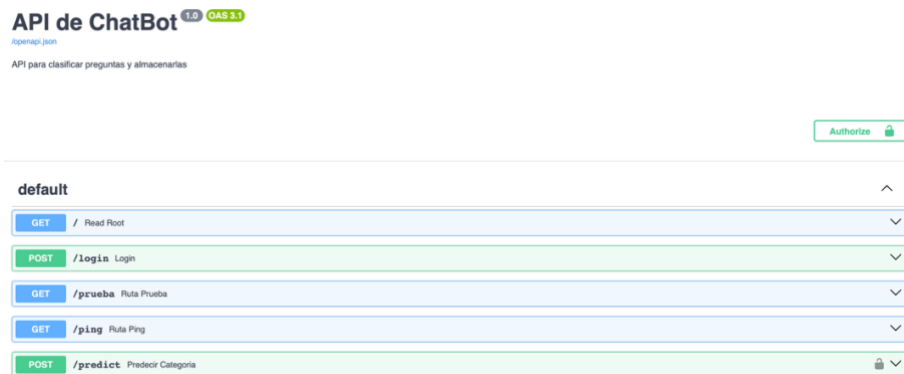 API de ChatBot 1.0 OAS 3.1
/openapi.json
API para clasificar preguntas y almacenarlas
Authorize
default
GET / Read Root
POST /login Login
GET /prueba Ruta Prueba
GET /ping Ruta Ping
POST /predict Predecir Categoria